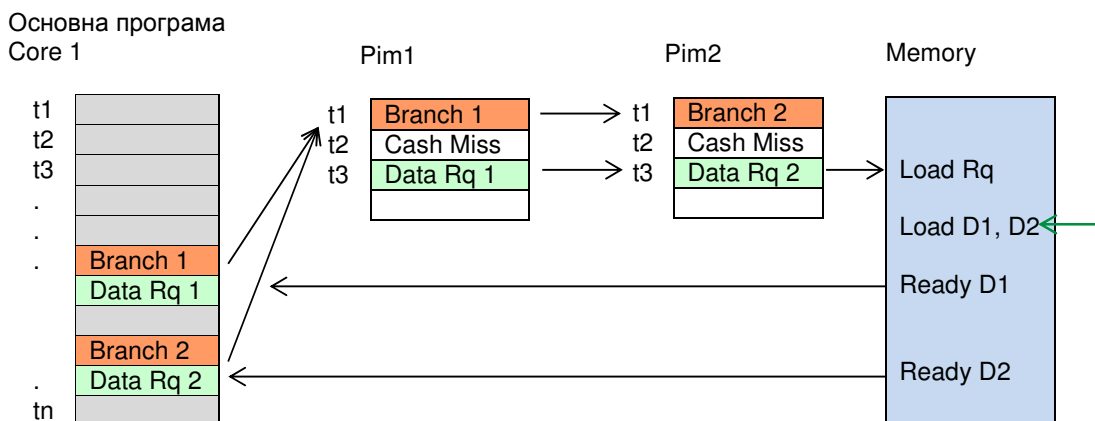 Основна програма
Core 1
Pim1
Pim2
Memory
t1
t2
t3
.
.
.
Branch 1
Data Rq 1
Branch 2
Data Rq 2
.
tn
t1
t2
t3
Branch 1
Cash Miss
Data Rq 1
t1
t2
t3
Branch 2
Cash Miss
Data Rq 2
Load Rq
Load D1, D2
Ready D1
Ready D2